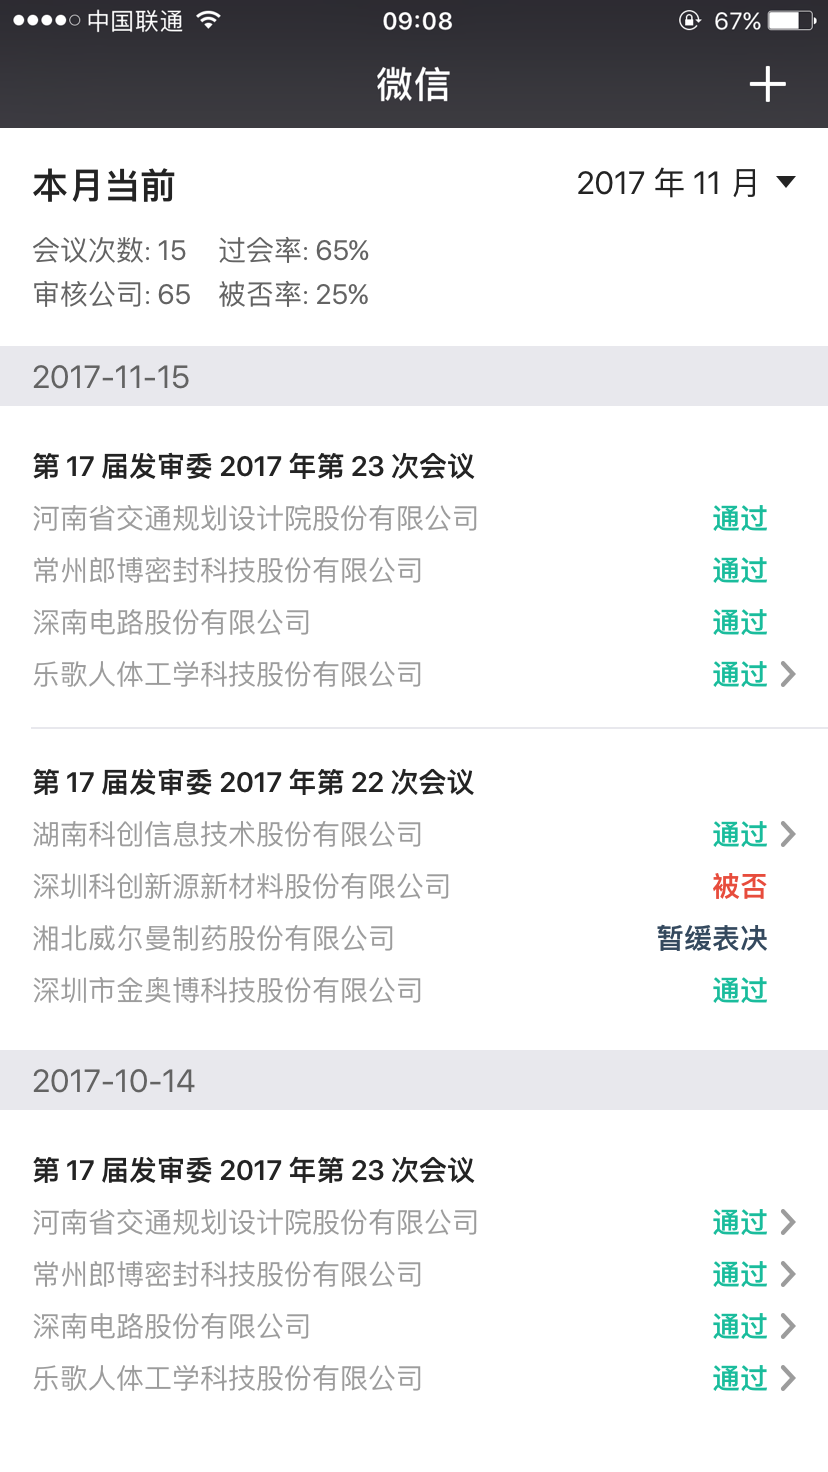 中国联通 09:08 67%
微信
本月当前 2017 年 11 月
会议次数: 15 过会率: 65%
审核公司: 65 被否率: 25%
2017-11-15
第 17 届发审委 2017 年第 23 次会议
河南省交通规划设计院股份有限公司 通过
常州郎博密封科技股份有限公司 通过
深南电路股份有限公司 通过
乐歌人体工学科技股份有限公司 通过
第 17 届发审委 2017 年第 22 次会议
湖南科创信息技术股份有限公司 通过
深圳科创新源新材料股份有限公司 被否
湘北威尔曼制药股份有限公司 暂缓表决
深圳市金奥博科技股份有限公司 通过
2017-10-14
第 17 届发审委 2017 年第 23 次会议
河南省交通规划设计院股份有限公司 通过
常州郎博密封科技股份有限公司 通过
深南电路股份有限公司 通过
乐歌人体工学科技股份有限公司 通过